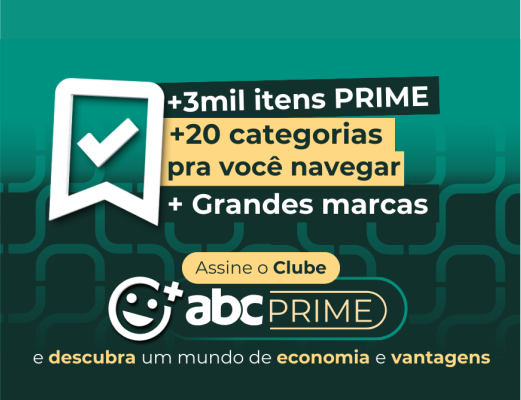 +3mil itens PRIME
+20 categorias
pra você navegar
+ Grandes marcas
Assine o Clube
abc PRIME
e descubra um mundo de economia e vantagens